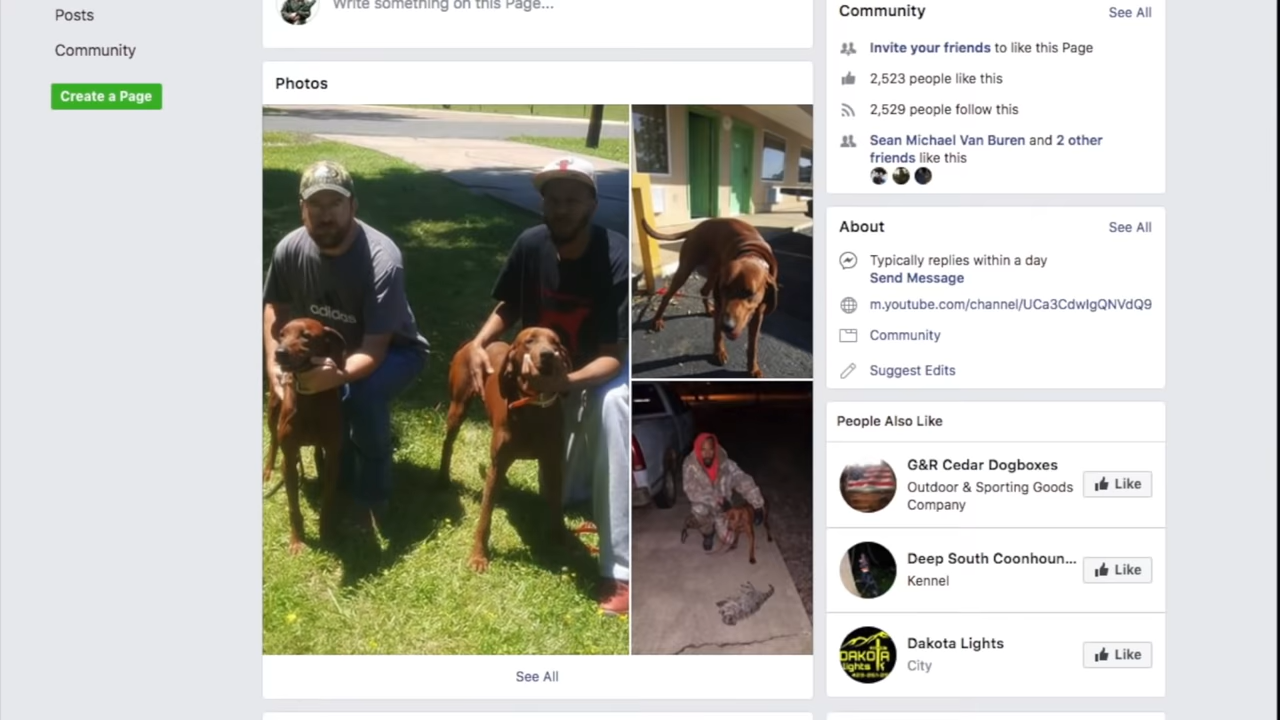 Posts
Community
Create a Page
Write something on this Page...
Photos
adidas
See All
Community
See All
Invite your friends to like this Page
2,523 people like this
2,529 people follow this
Sean Michael Van Buren and 2 other
friends like this
About
See All
Typically replies within a day
Send Message
m.youtube.com/channel/UCa3CdwIgQNVdQ9
Community
Suggest Edits
People Also Like
G&R Cedar Dogboxes
Outdoor & Sporting Goods
Company
Like
Deep South Coonhoun...
Kennel
Like
DAKOTA
lights
Dakota Lights
City
Like